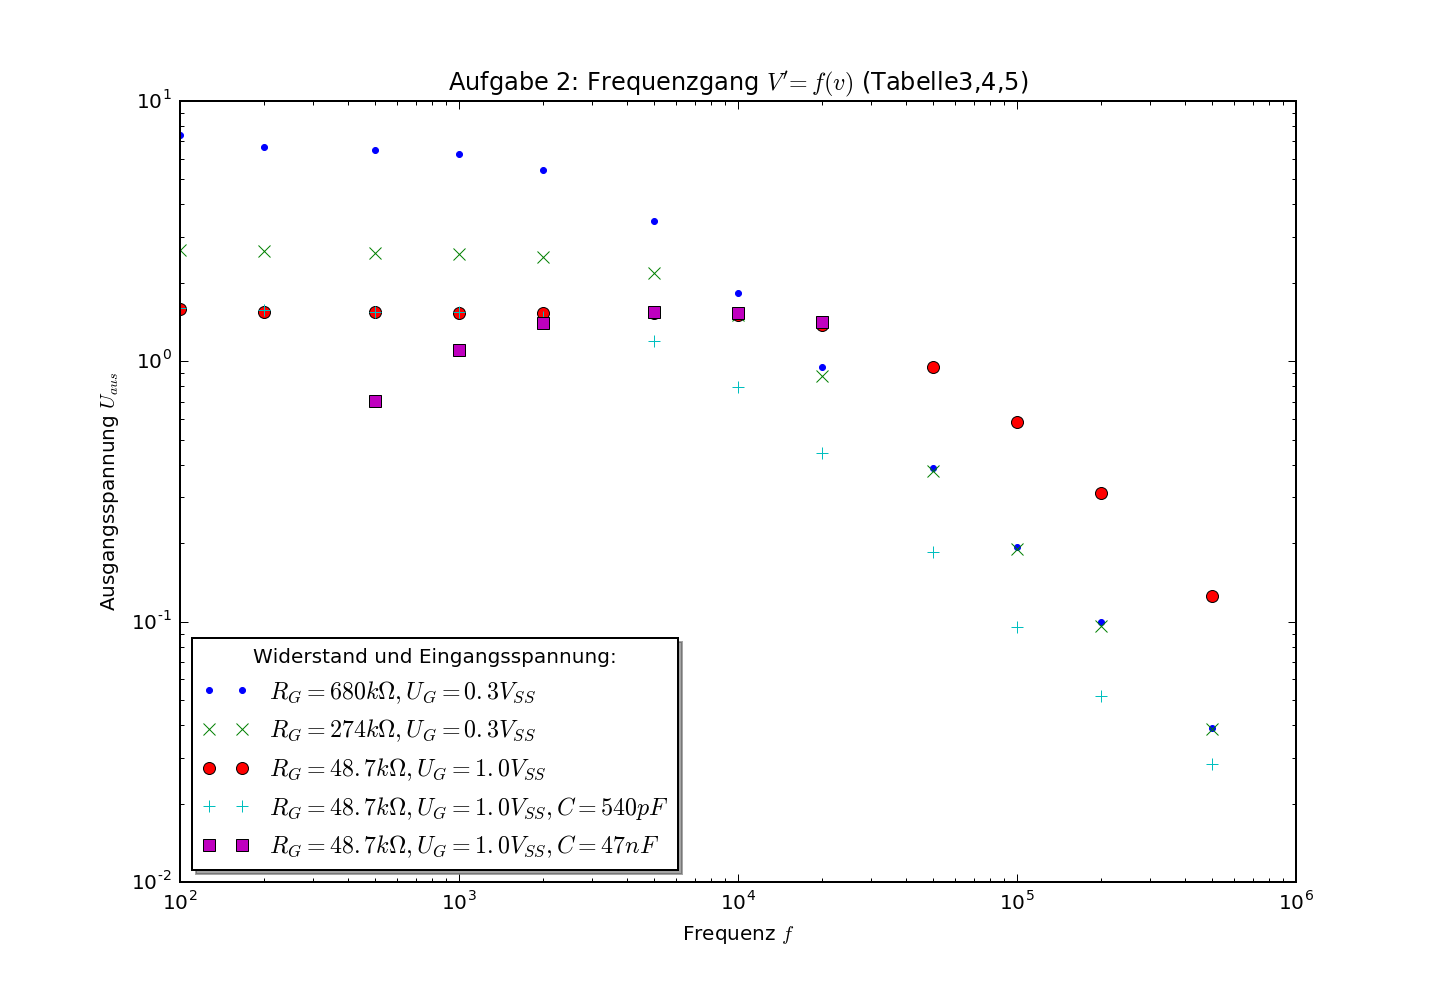 Aufgabe 2: Frequenzgang V'=f(v) (Tabelle3,4,5)
10^1
10^0
10^-1
10^-2
Ausgangsspannung U_aus
Widerstand und Eingangsspannung:
R_G=680kΩ,U_G=0.3V_SS
R_G=274kΩ,U_G=0.3V_SS
R_G=48.7kΩ,U_G=1.0V_SS
R_G=48.7kΩ,U_G=1.0V_SS,C=540pF
R_G=48.7kΩ,U_G=1.0V_SS,C=47nF
10^2 10^3 10^4 10^5 10^6
Frequenz f